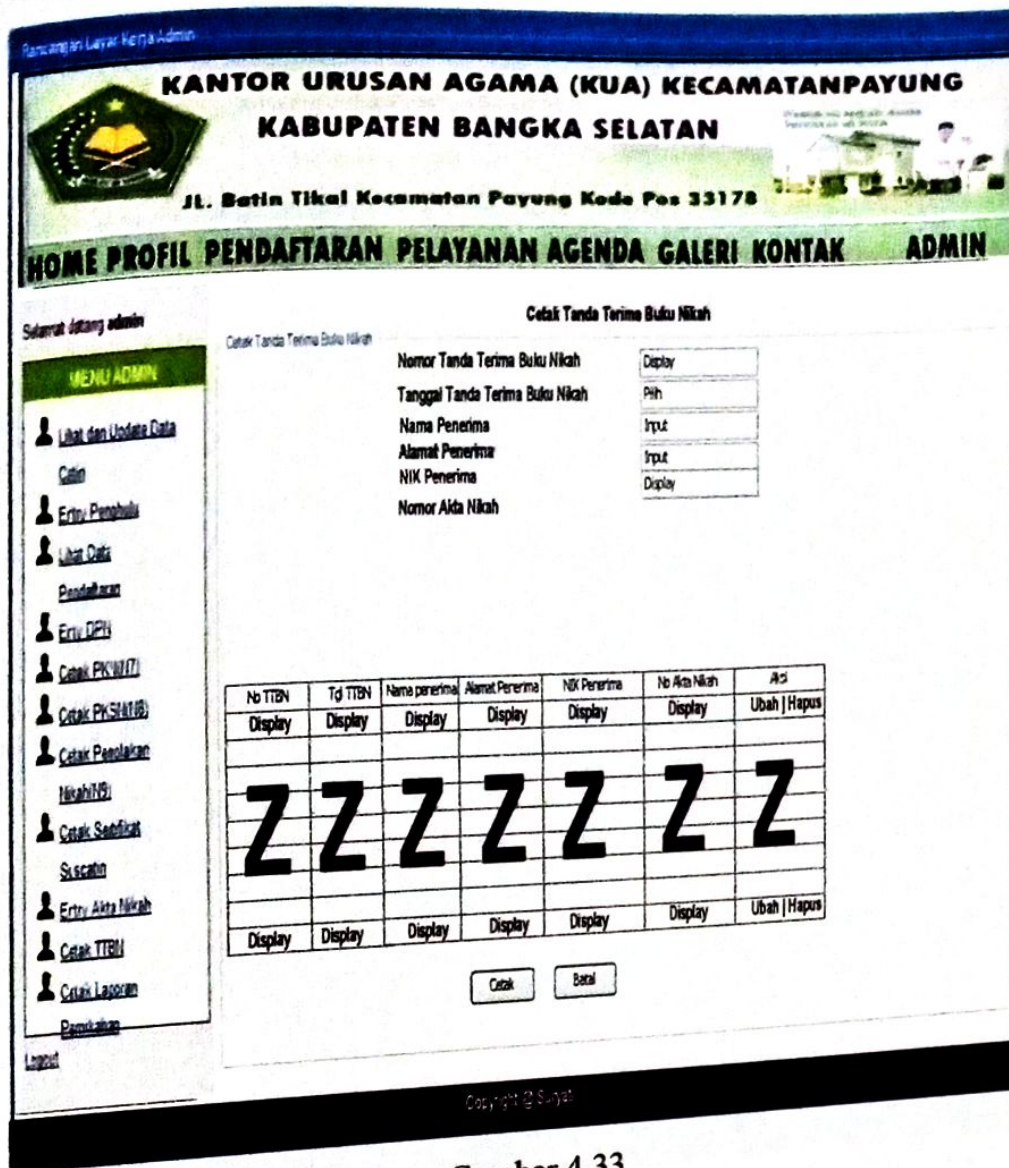 Rancangan Layar Kerja Admin
KANTOR URUSAN AGAMA (KUA) KECAMATANPAYUNG
KABUPATEN BANGKA SELATAN
JL. Batin Tikal Kecamatan Payung Kode Pos 33178
HOME PROFIL PENDAFTARAN PELAYANAN AGENDA GALERI KONTAK ADMIN
Selamat datang admin
Cetak Tanda Terima Buku Nikah
Cetak Tanda Terima Buku Nikah
MENU ADMIN
Lihat dan Update Data
Catin
Entry Penghulu
Lihat Data
Pendaftaran
Entry DPN
Cetak PKW(N7)
Cetak PKSN(N8)
Cetak Penolakan
Nikah(N9)
Cetak Sertifikat
Suscatin
Entry Akta Nikah
Cetak TTBN
Cetak Laporan
Pernikahan
Logout
Nomor Tanda Terima Buku Nikah Display
Tanggal Tanda Terima Buku Nikah Pilih
Nama Penerima Input
Alamat Penerima Input
NIK Penerima Display
Nomor Akta Nikah
No TTBN Tgl TTBN Nama penerima Alamat Penerima NIK Penerima No Akta Nikah Aksi
Display Display Display Display Display Display Ubah | Hapus
Z Z Z Z Z Z Z
Display Display Display Display Display Display Ubah | Hapus
Cetak Batal
Copyright @ Suryati
Gambar 4.33